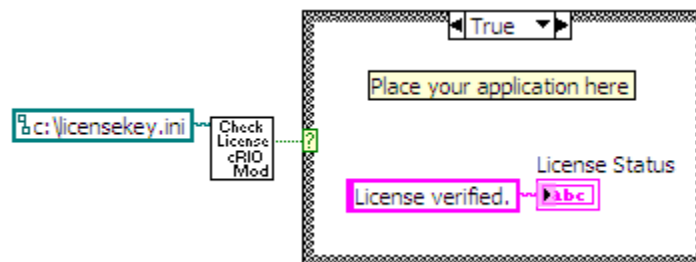 True
Place your application here
c:\licensekey.ini
Check
License
cRIO
Mod
?
License Status
License verified.
abc